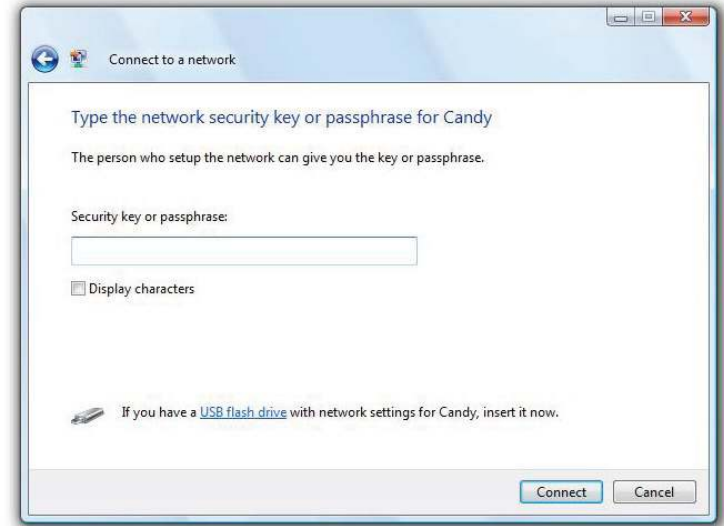 Connect to a network
Type the network security key or passphrase for Candy
The person who setup the network can give you the key or passphrase.
Security key or passphrase:
Display characters
If you have a USB flash drive with network settings for Candy, insert it now.
Connect Cancel